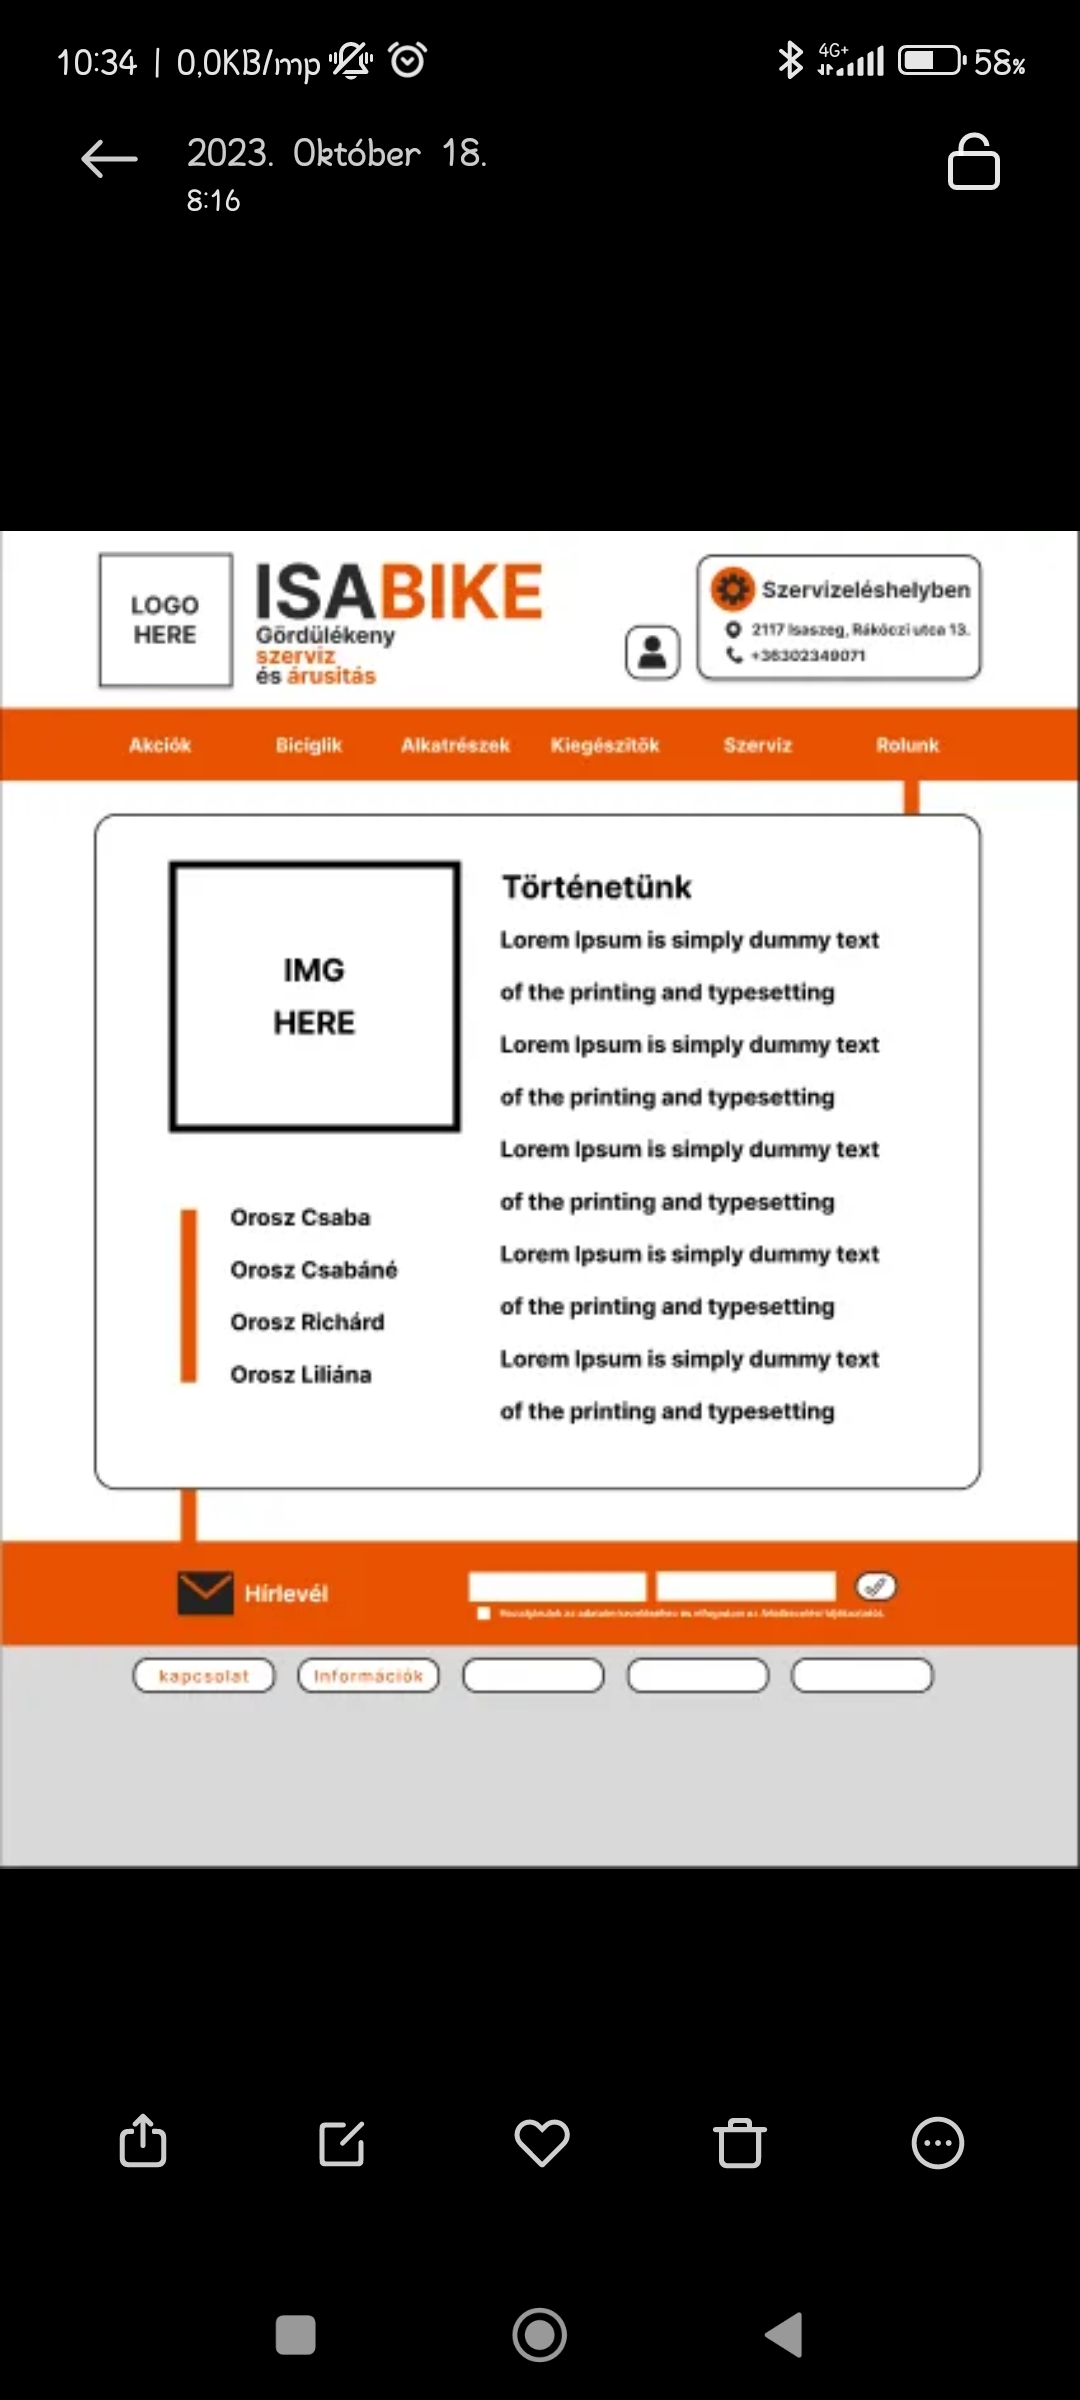 10:34 | 0,0KB/mp
4G+
58%
2023. Október 18.
8:16
LOGO
HERE
ISABIKE
Gördülékeny
szerviz
és árusitás
Szervizeléshelyben
2117 Isaszeg, Rákóczi utca 13.
+36302349071
Akciók Biciglik Alkatrészek Kiegészítök Szerviz Rolunk
IMG
HERE
Orosz Csaba
Orosz Csabáné
Orosz Richárd
Orosz Liliána
Történetünk
Lorem Ipsum is simply dummy text
of the printing and typesetting
Lorem Ipsum is simply dummy text
of the printing and typesetting
Lorem Ipsum is simply dummy text
of the printing and typesetting
Lorem Ipsum is simply dummy text
of the printing and typesetting
Lorem Ipsum is simply dummy text
of the printing and typesetting
Hírlevél
kapcsolat Információk